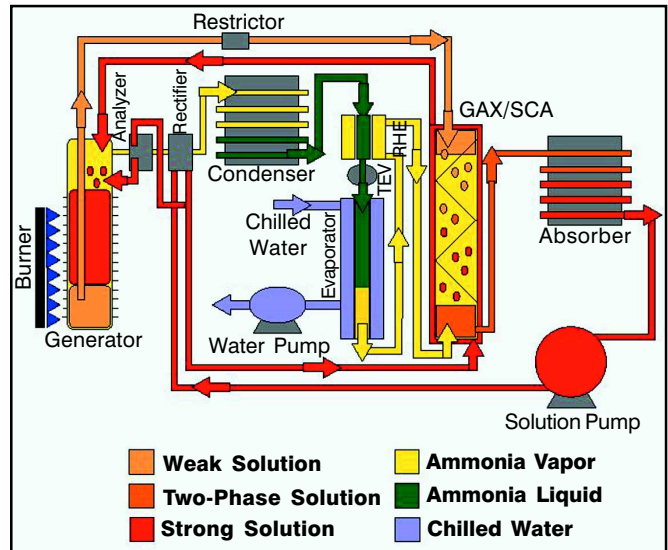 Restrictor
Analyzer
Rectifier
GAX/SCA
RHE
Condenser
TEV
Chilled
Water
Evaporator
Absorber
Burner
Generator
Water Pump
Solution Pump
Weak Solution
Ammonia Vapor
Two-Phase Solution
Ammonia Liquid
Strong Solution
Chilled Water